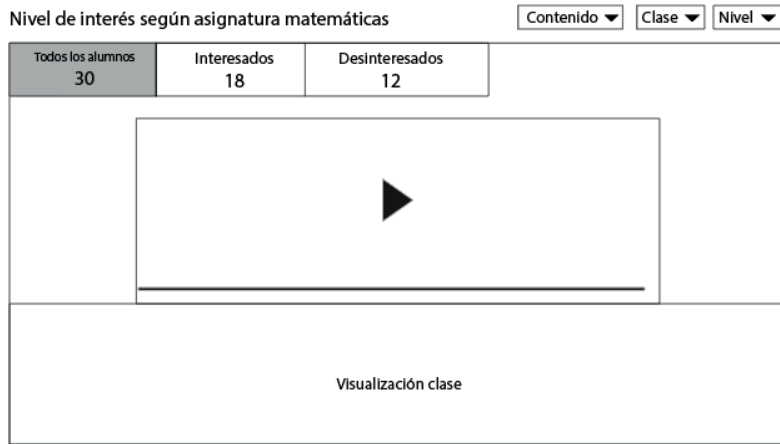 Nivel de interés según asignatura matemáticas
Contenido
Clase
Nivel
Todos los alumnos
30
Interesados
18
Desinteresados
12
Visualización clase